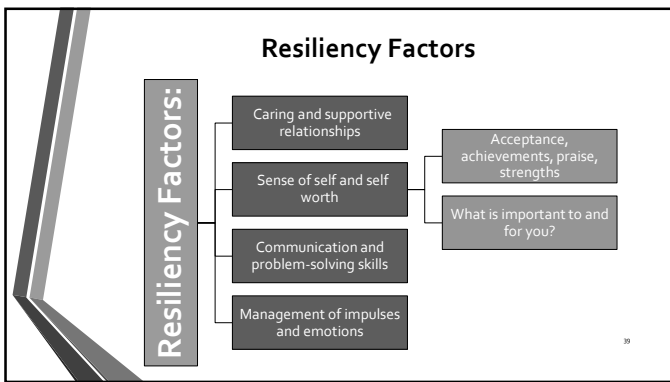 Resiliency Factors
Resiliency Factors:
Caring and supportive
relationships
Sense of self and self
worth
Communication and
problem-solving skills
Management of impulses
and emotions
Acceptance,
achievements, praise,
strengths
What is important to and
for you?
39